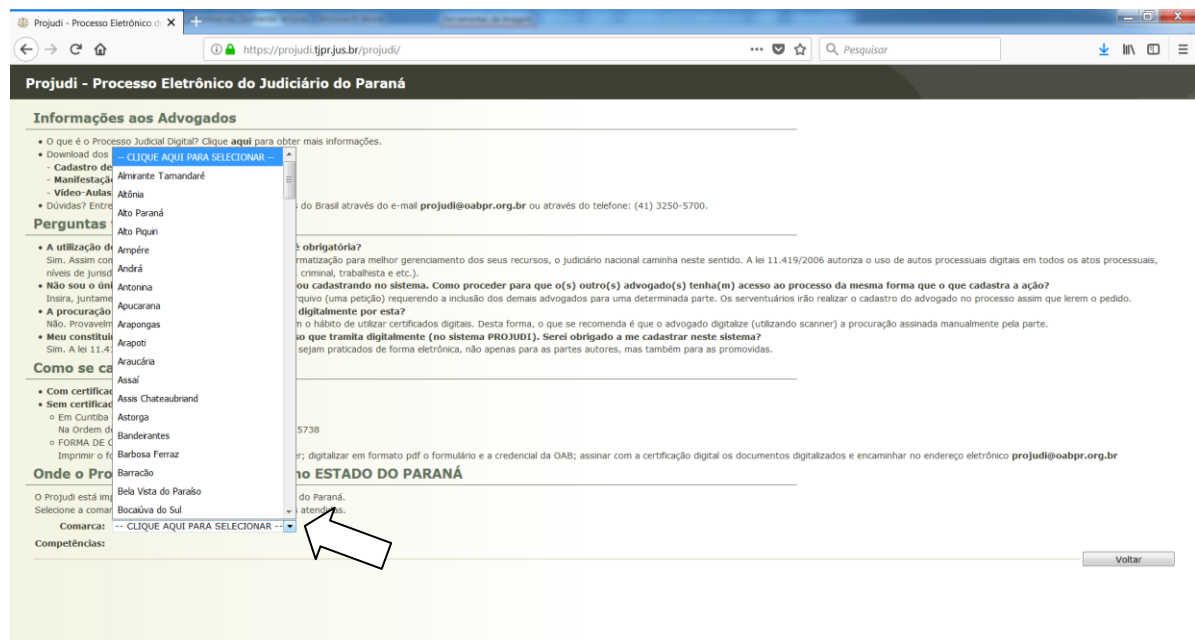 Projudi - Processo Eletrônico d
https://projudi.tjpr.jus.br/projudi/
Pesquisar
Projudi - Processo Eletrônico do Judiciário do Paraná
Informações aos Advogados
• O que é o Processo Judicial Digital? Clique aqui para obter mais informações.
• Download dos
- Cadastro de
- Manifestaçã
- Vídeo-Aulas
• Dúvidas? Entre
s do Brasil através do e-mail projudi@oabpr.org.br ou através do telefone: (41) 3250-5700.
Perguntas
• A utilização d
é obrigatória?
Sim. Assim con
rmatização para melhor gerenciamento dos seus recursos, o judiciário nacional caminha neste sentido. A lei 11.419/2006 autoriza o uso de autos processuais digitais em todos os atos processuais,
níveis de jurisd
criminal, trabalhista e etc.).
• Não sou o úni
ou cadastrando no sistema. Como proceder para que o(s) outro(s) advogado(s) tenha(m) acesso ao processo da mesma forma que o que cadastra a ação?
Insira, juntame
rquivo (uma petição) requerendo a inclusão dos demais advogados para uma determinada parte. Os serventuários irão realizar o cadastro do advogado no processo assim que lerem o pedido.
• A procuração
digitalmente por esta?
Não. Provavelm
m o hábito de utilizar certificados digitais. Desta forma, o que se recomenda é que o advogado digitalize (utilizando scanner) a procuração assinada manualmente pela parte.
• Meu constituin
so que tramita digitalmente (no sistema PROJUDI). Serei obrigado a me cadastrar neste sistema?
Sim. A lei 11.41
sejam praticados de forma eletrônica, não apenas para as partes autores, mas também para as promovidas.
Como se ca
• Com certificad
• Sem certificad
Em Curitiba
Na Ordem d
5738
FORMA DE C
Imprimir o fo
er; digitalizar em formato pdf o formulário e a credencial da OAB; assinar com a certificação digital os documentos digitalizados e encaminhar no endereço eletrônico projudi@oabpr.org.br
Onde o Pro
no ESTADO DO PARANÁ
O Projudi está imp
do Paraná.
Selecione a comar
s atendidas.
-- CLIQUE AQUI PARA SELECIONAR --
Almirante Tamandaré
Altônia
Alto Paraná
Alto Piquiri
Ampére
Andirá
Antonina
Apucarana
Arapongas
Arapoti
Araucária
Assaí
Assis Chateaubriand
Astorga
Bandeirantes
Barbosa Ferraz
Barracão
Bela Vista do Paraíso
Bocaiúva do Sul
Comarca: -- CLIQUE AQUI PARA SELECIONAR --
Competências:
Voltar